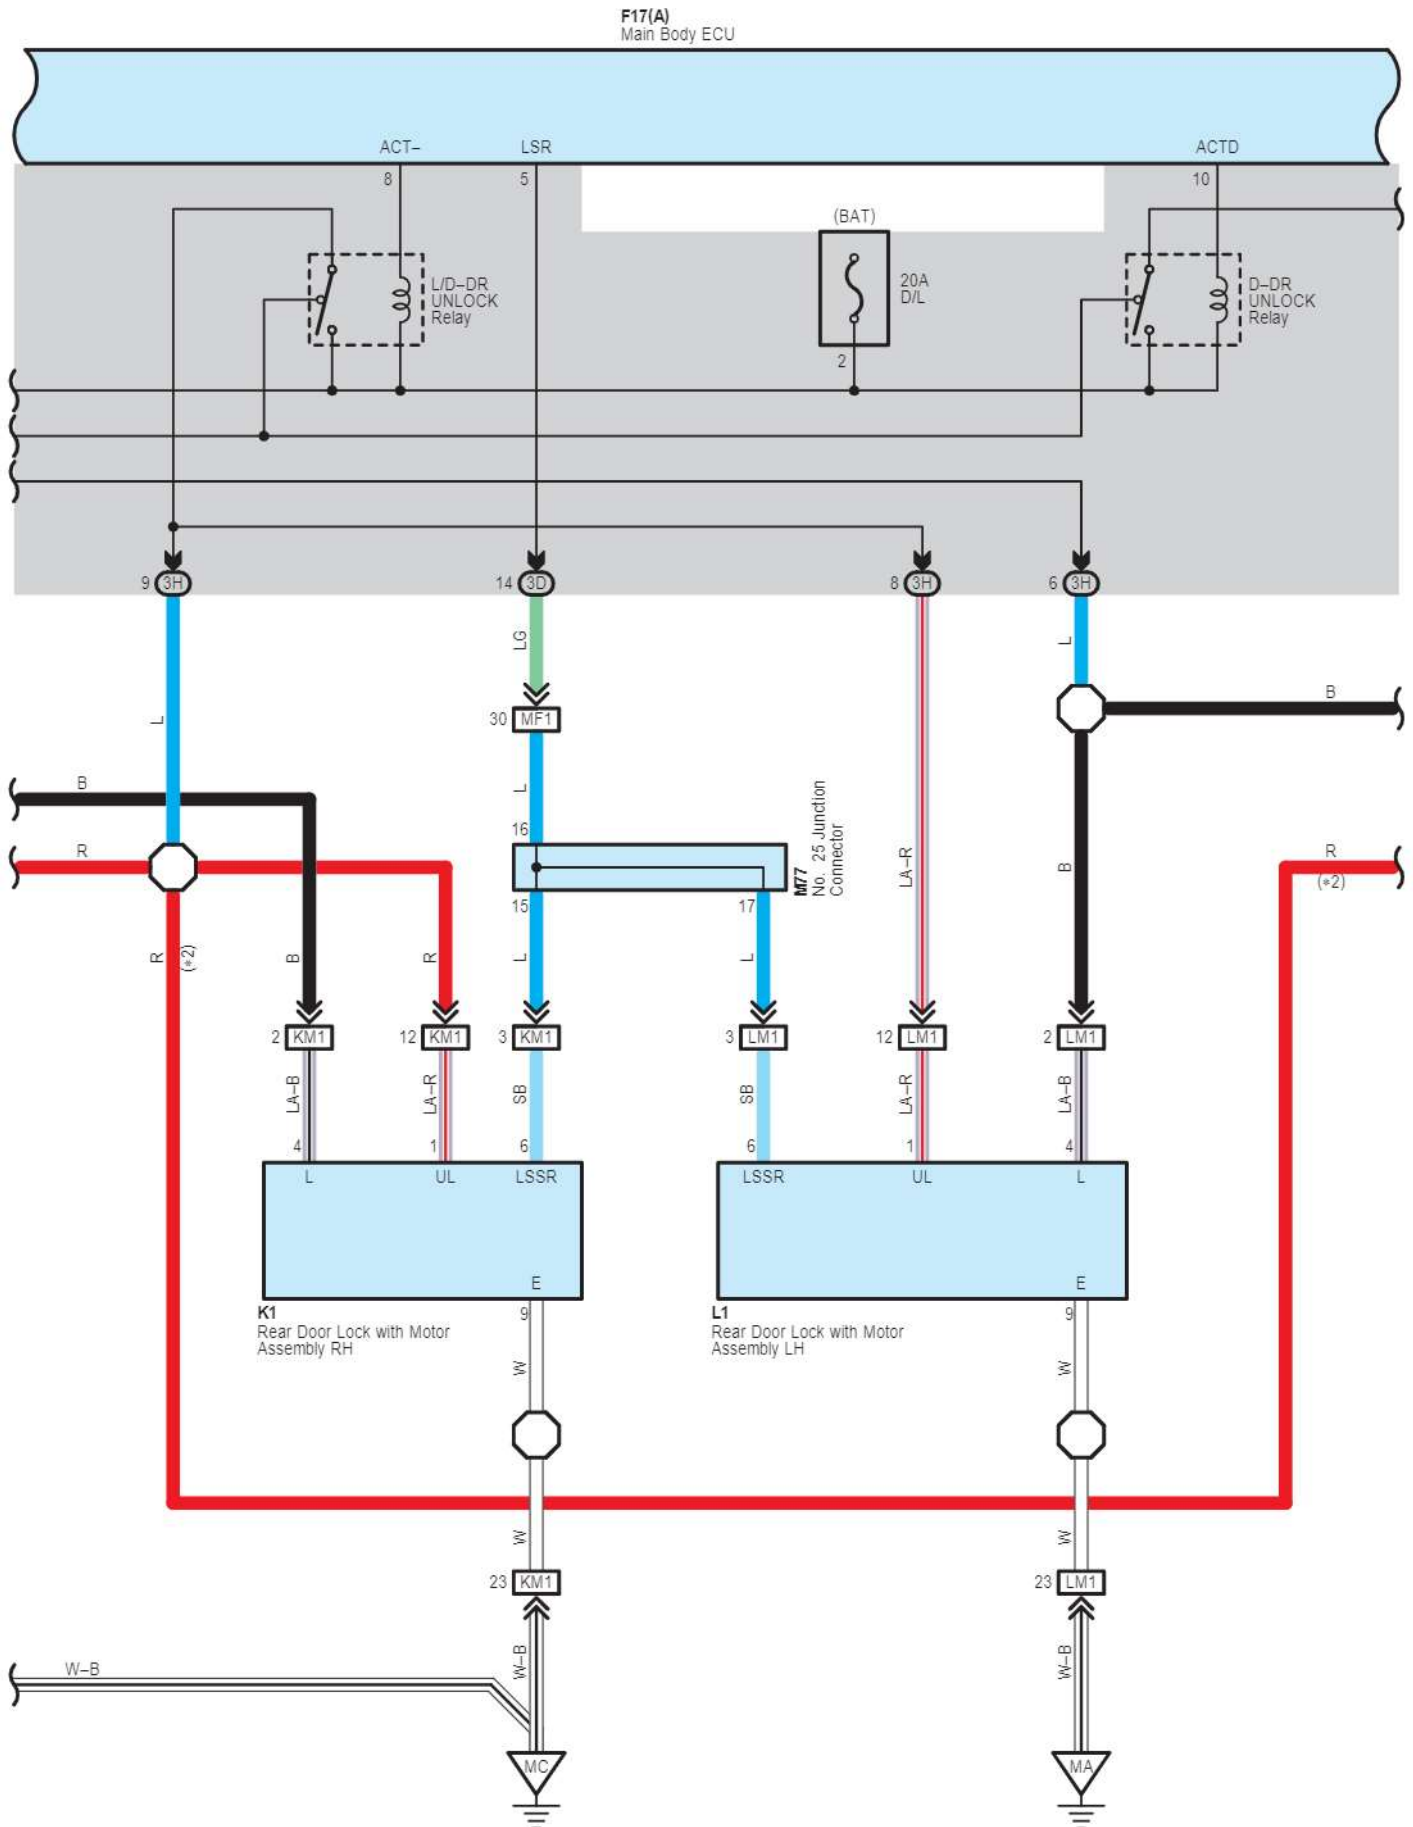 F17(A)
Main Body ECU
ACT–
LSR
ACTD
8
5
10
(BAT)
L/D–DR
UNLOCK
Relay
20A
D/L
D–DR
UNLOCK
Relay
2
9 3H
14 3D
8 3H
6 3H
LG
L
B
30 MF1
L
L
B
16
M77
No. 25 Junction
Connector
R
LA–R
B
R
(*2)
15
17
R
(*2)
B
R
L
L
2 KM1
12 KM1
3 KM1
3 LM1
12 LM1
2 LM1
LA–B
LA–R
SB
SB
LA–R
LA–B
4
1
6
6
1
4
L
UL
LSSR
LSSR
UL
L
E
E
K1
Rear Door Lock with Motor
Assembly RH
9
L1
Rear Door Lock with Motor
Assembly LH
9
W
W
W
W
23 KM1
23 LM1
W–B
W–B
W–B
MC
MA